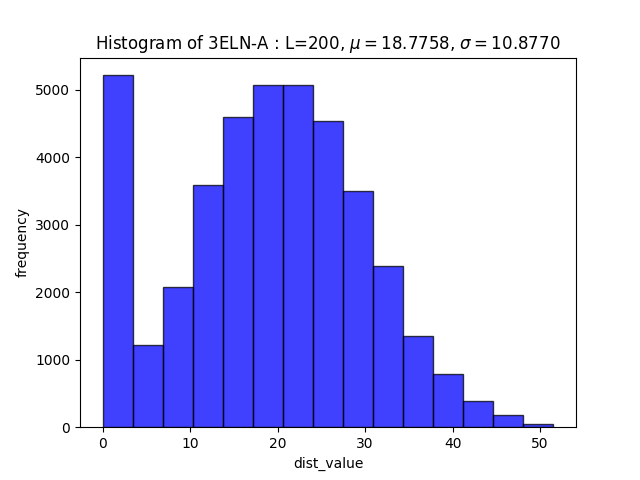 Histogram of 3ELN-A : L=200, μ = 18.7758, σ = 10.8770
5000
4000
3000
2000
1000
0
frequency
0 10 20 30 40 50
dist_value